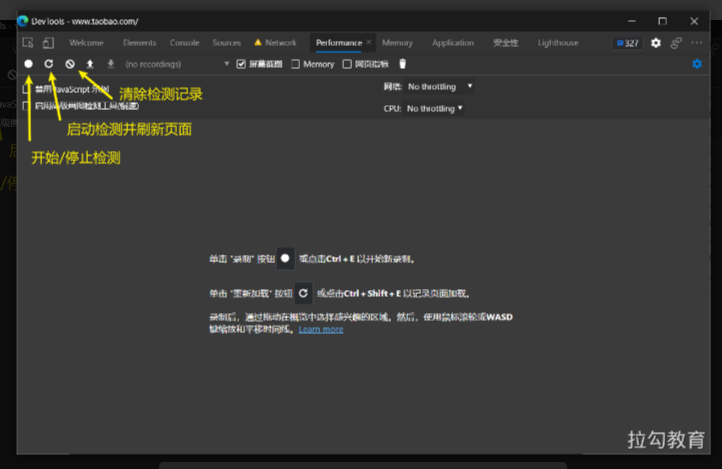 DevTools - www.taobao.com/
Welcome Elements Console Sources Network Performance Memory Application 安全性 Lighthouse 327
(no recordings) 屏幕截图 Memory 网页指标
禁用 JavaScript 示例 网络: No throttling
启用高级画图检测工具(慢速) CPU: No throttling
清除检测记录
启动检测并刷新页面
开始/停止检测
单击 "录制" 按钮 或点击Ctrl + E 以开始新录制。
单击 "重新加载" 按钮 或点击Ctrl + Shift + E 以记录页面加载。
录制后，通过拖动在概览中选择感兴趣的区域。然后，使用鼠标滚轮或WASD
键缩放和平移时间线。Learn more
拉勾教育